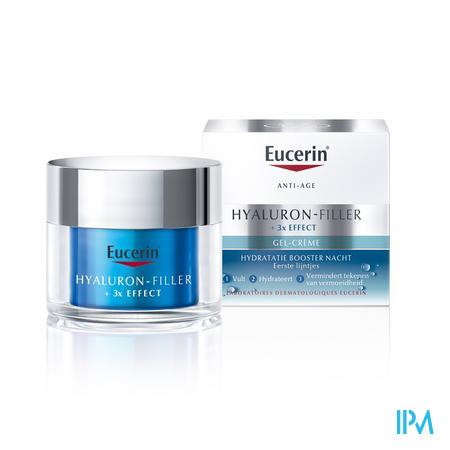 Eucerin®
HYALURON-FILLER
+ 3x EFFECT
Eucerin®
ANTI-AGE
HYALURON-FILLER
+ 3x EFFECT
GEL-CRÈME
HYDRATATIE BOOSTER NACHT
Eerste lijntjes
1 Vult 2 Hydrateert 3 Vermindert tekenen
van vermoeidheid
LABORATOIRES DERMATOLOGIQUES EUCERIN
IPM